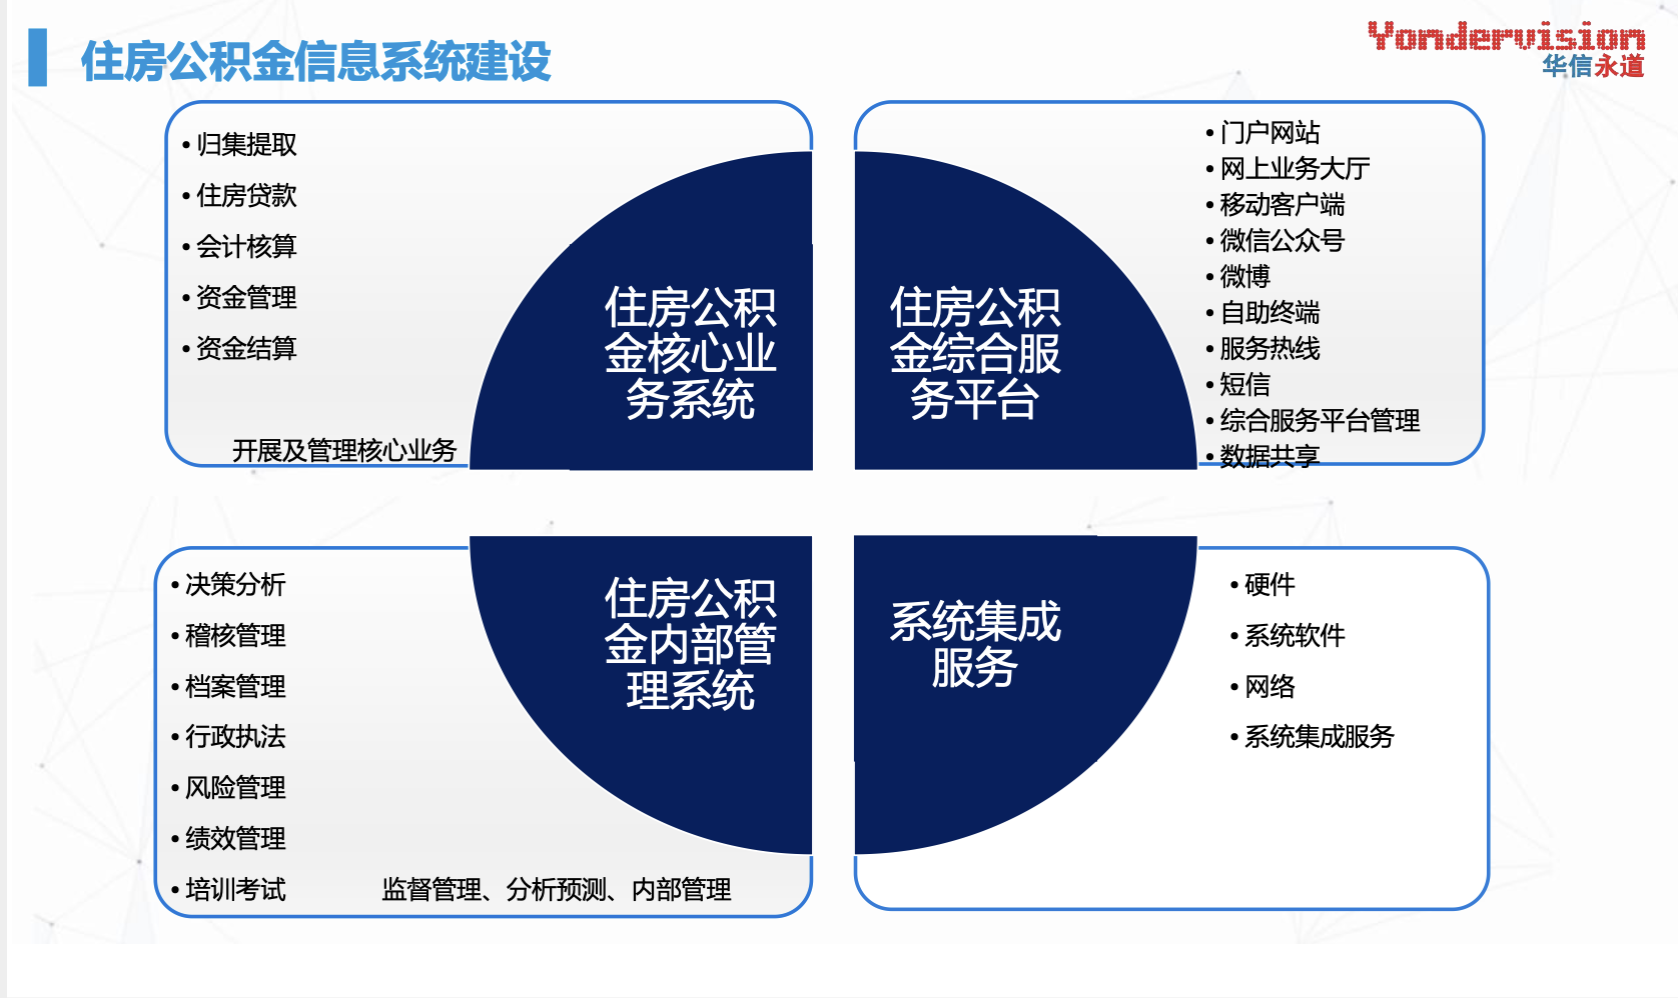 住房公积金信息系统建设
Yondervision
华信永道
• 归集提取
• 住房贷款
• 会计核算
• 资金管理
• 资金结算
开展及管理核心业务
住房公积
金核心业
务系统
住房公积
金综合服
务平台
• 门户网站
• 网上业务大厅
• 移动客户端
• 微信公众号
• 微博
• 自助终端
• 服务热线
• 短信
• 综合服务平台管理
• 数据共享
• 决策分析
• 稽核管理
• 档案管理
• 行政执法
• 风险管理
• 绩效管理
• 培训考试
监督管理、分析预测、内部管理
住房公积
金内部管
理系统
系统集成
服务
• 硬件
• 系统软件
• 网络
• 系统集成服务